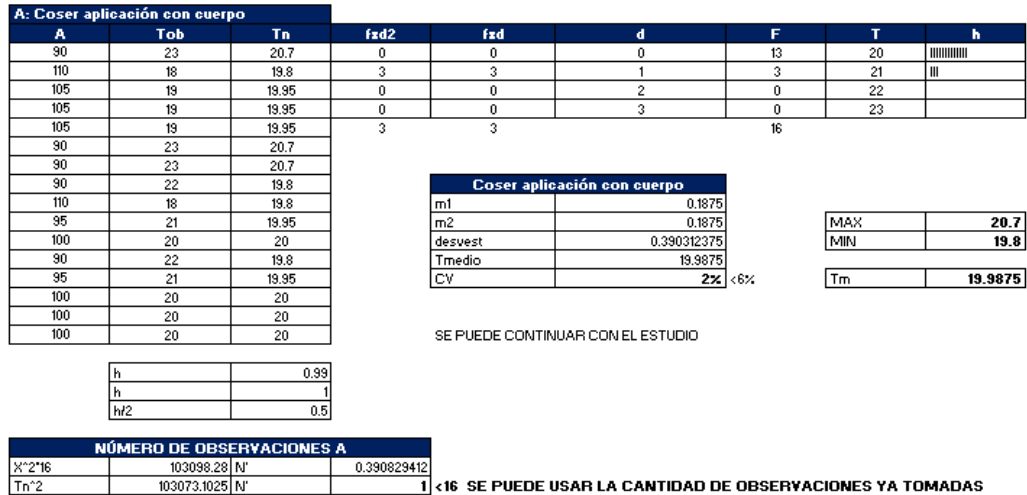 A: Coser aplicación con cuerpo
A Tob Tn fxd2 fxd d F T h
90 23 20.7 0 0 0 13 20 IIIIIIIIIIIII
110 18 19.8 3 3 1 3 21 III
105 19 19.95 0 0 2 0 22
105 19 19.95 0 0 3 0 23
105 19 19.95 3 3 16
90 23 20.7
90 23 20.7
90 22 19.8 Coser aplicación con cuerpo
110 18 19.8 m1 0.1875
95 21 19.95 m2 0.1875 MAX 20.7
100 20 20 desvest 0.390312375 MIN 19.8
90 22 19.8 Tmedio 19.9875
95 21 19.95 CV 2% <6% Tm 19.9875
100 20 20
100 20 20
100 20 20 SE PUEDE CONTINUAR CON EL ESTUDIO
h 0.99
h 1
h/2 0.5
NÚMERO DE OBSERVACIONES A
X^2*16 103098.28 N' 0.390829412
Tn^2 103073.1025 N' 1 <16 SE PUEDE USAR LA CANTIDAD DE OBSERVACIONES YA TOMADAS